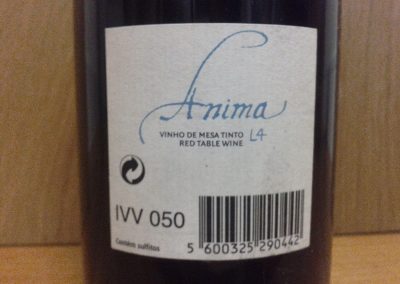 Anima
VINHO DE MESA TINTO L4
RED TABLE WINE
IVV 050
Contém sulfitos
5 600325 290442